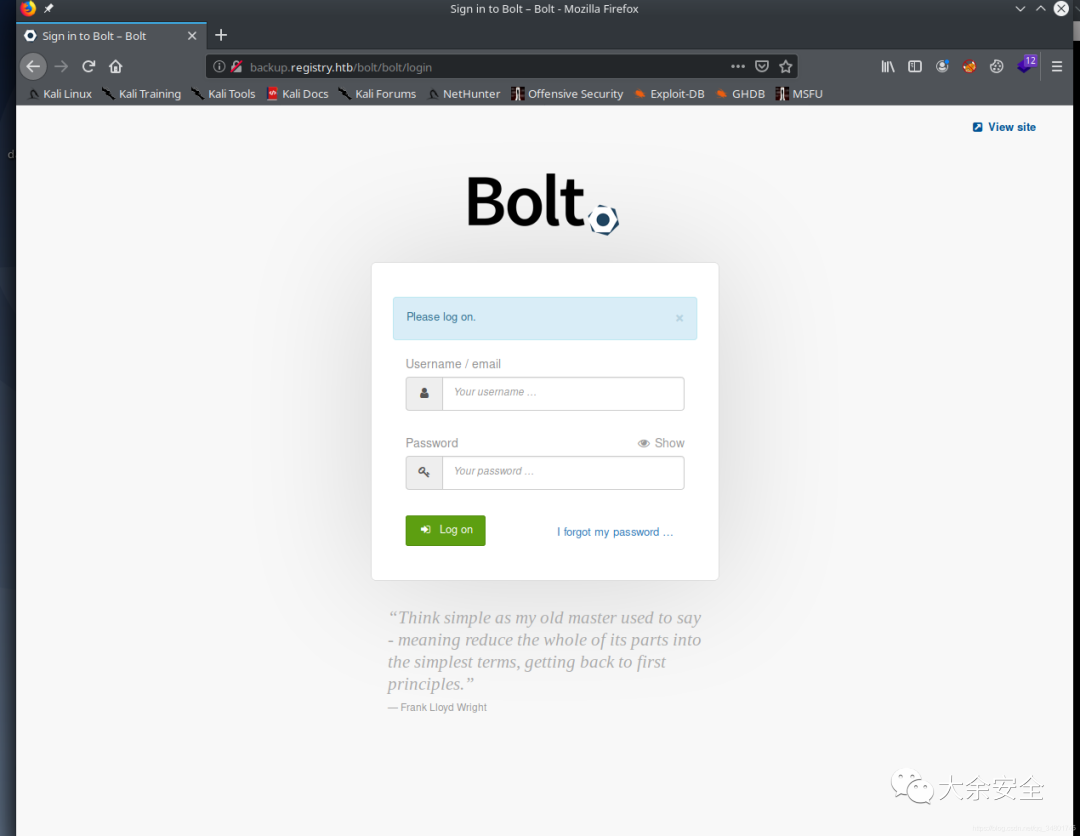 Sign in to Bolt – Bolt - Mozilla Firefox
Sign in to Bolt – Bolt
backup.registry.htb/bolt/bolt/login
12
Kali Linux Kali Training Kali Tools Kali Docs Kali Forums NetHunter Offensive Security Exploit-DB GHDB MSFU
View site
Bolt
Please log on.
Username / email
Your username …
Password
Show
Your password …
Log on
I forgot my password …
“Think simple as my old master used to say
- meaning reduce the whole of its parts into
the simplest terms, getting back to first
principles.”
— Frank Lloyd Wright
大余安全